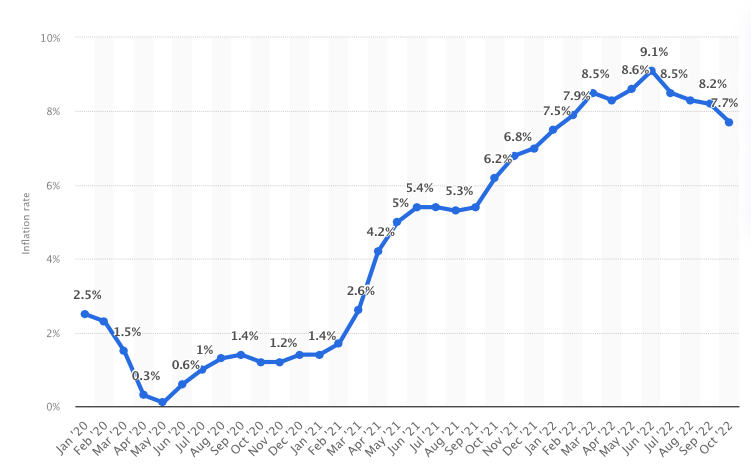 10%
8%
6%
4%
2%
0%
Inflation rate
2.5%
1.5%
0.3%
0.6%
1%
1.4%
1.2%
1.4%
2.6%
4.2%
5%
5.4%
5.3%
6.2%
6.8%
7.5%
7.9%
8.5%
8.6%
9.1%
8.5%
8.2%
7.7%
Jan '20
Feb '20
Mar '20
Apr '20
May '20
Jun '20
Jul '20
Aug '20
Sep '20
Oct '20
Nov '20
Dec '20
Jan '21
Feb '21
Mar '21
Apr '21
May '21
Jun '21
Jul '21
Aug '21
Sep '21
Oct '21
Nov '21
Dec '21
Jan '22
Feb '22
Mar '22
Apr '22
May '22
Jun '22
Jul '22
Aug '22
Sep '22
Oct '22